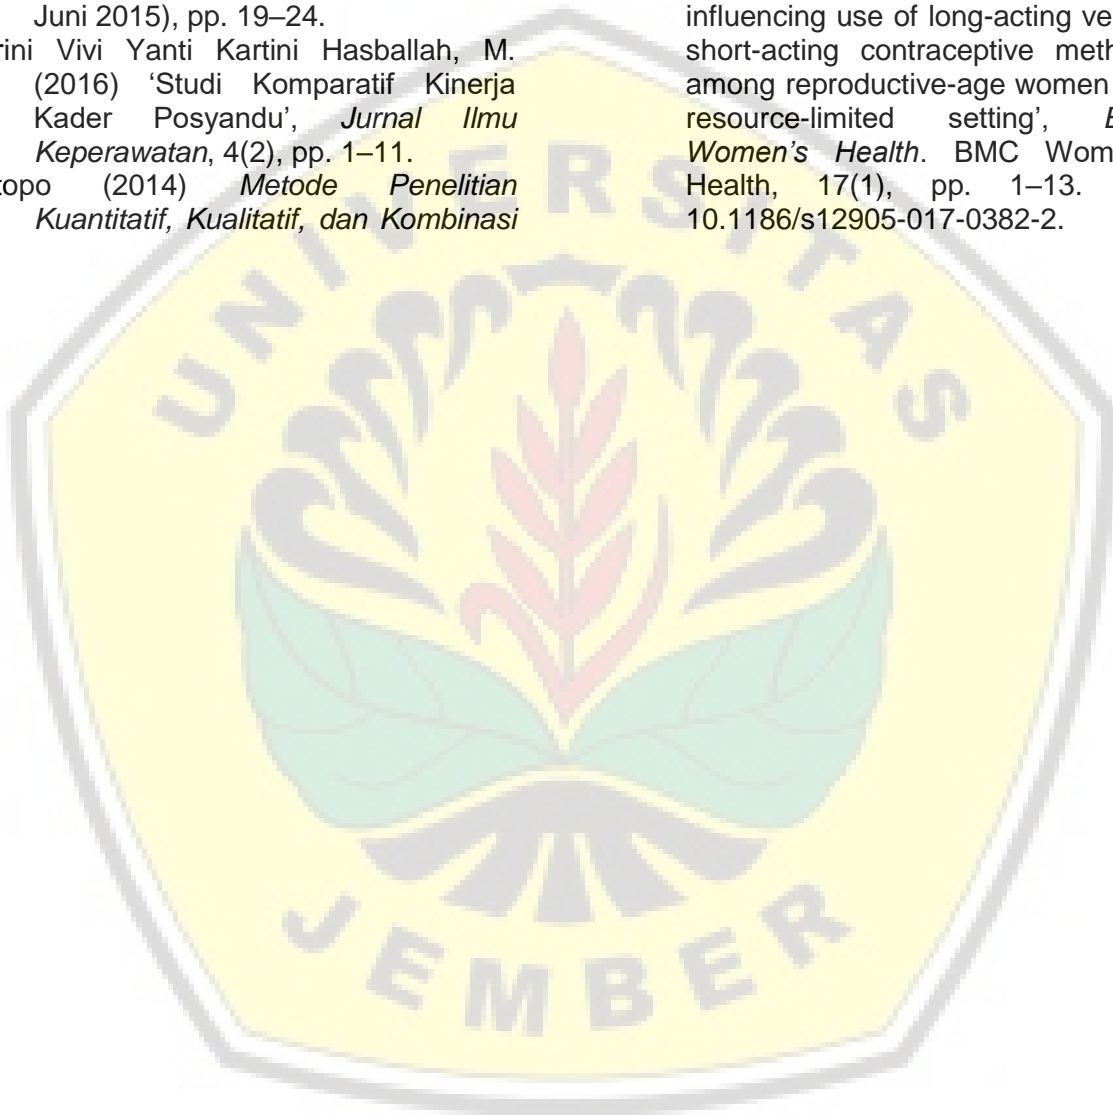 Juni 2015), pp. 19–24.
rini Vivi Yanti Kartini Hasballah, M.
(2016) ‘Studi Komparatif Kinerja
Kader Posyandu’, Jurnal Ilmu
Keperawatan, 4(2), pp. 1–11.
topo (2014) Metode Penelitian
Kuantitatif, Kualitatif, dan Kombinasi
influencing use of long-acting ve
short-acting contraceptive meth
among reproductive-age women
resource-limited setting’,
Women’s Health. BMC Wom
Health, 17(1), pp. 1–13.
10.1186/s12905-017-0382-2.
UNIVERSITAS
JEMBER